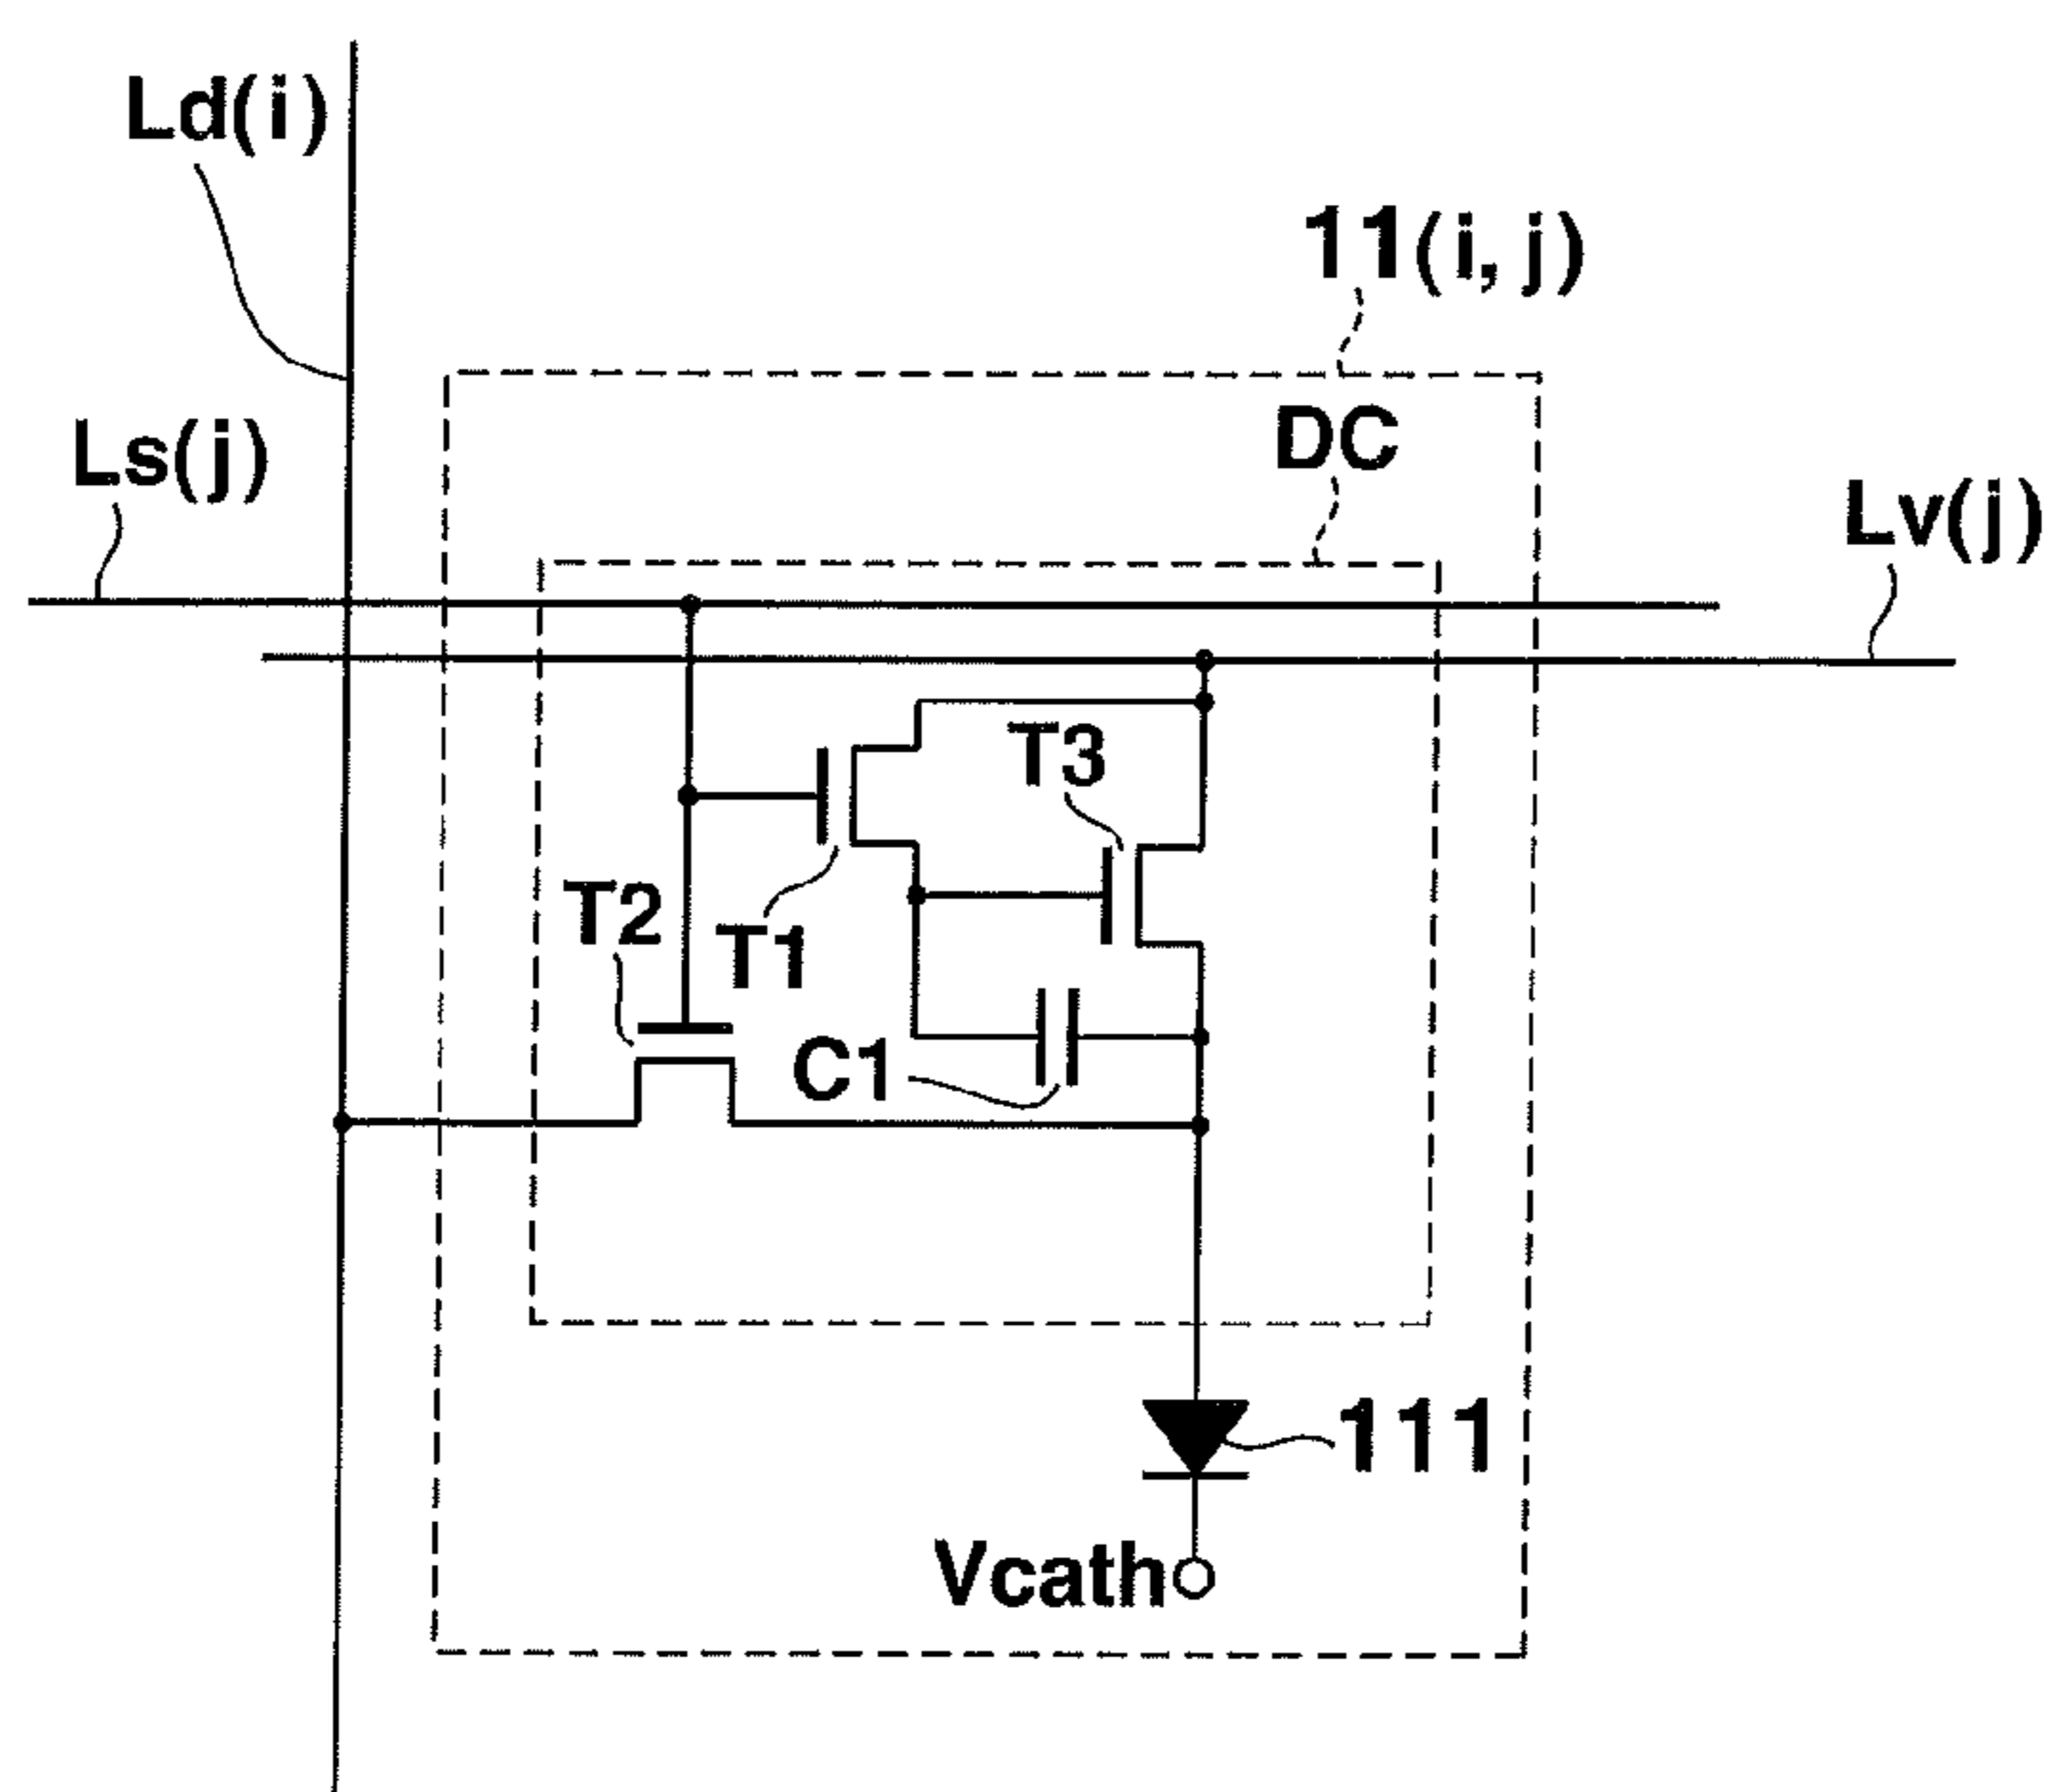 Ld(i)
11(i, j)
DC
Ls(j)
Lv(j)
T3
T2
T1
C1
111
Vcath